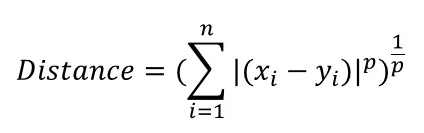 Distance = (∑_{i=1}^{n} |(x_i − y_i)|^p)^{1/p}